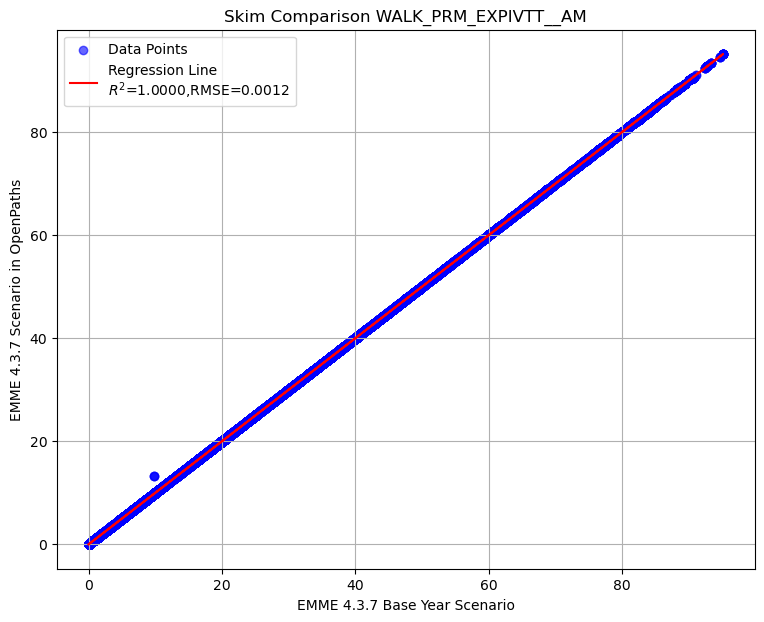 Skim Comparison WALK_PRM_EXPIVTT__AM
Data Points
Regression Line
R²=1.0000,RMSE=0.0012
80
60
40
20
0
EMME 4.3.7 Scenario in OpenPaths
0 20 40 60 80
EMME 4.3.7 Base Year Scenario